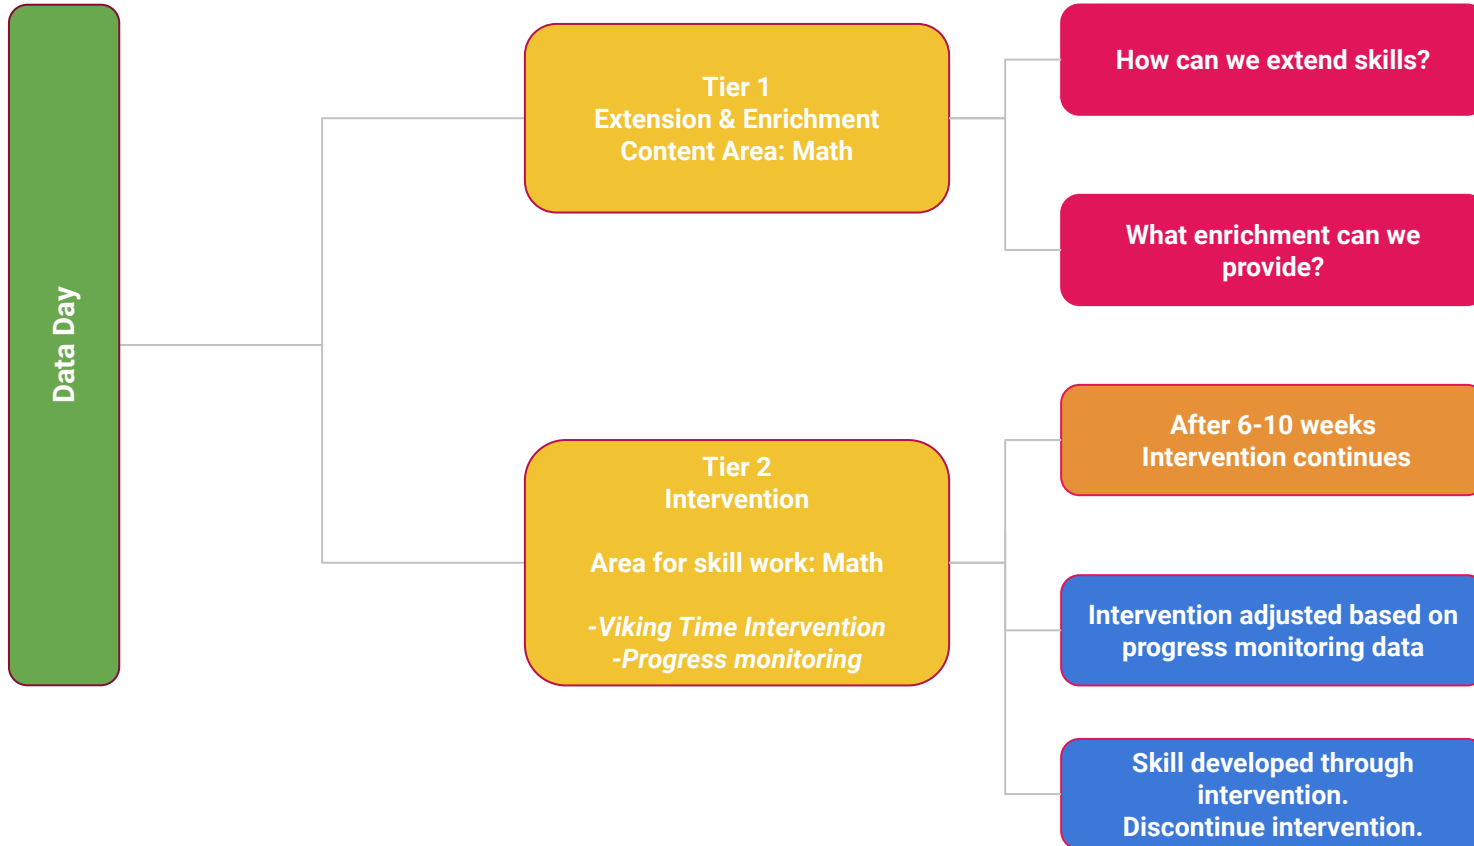 Data Day
Tier 1
Extension & Enrichment
Content Area: Math
How can we extend skills?
What enrichment can we
provide?
Tier 2
Intervention
Area for skill work: Math
-Viking Time Intervention
-Progress monitoring
After 6-10 weeks
Intervention continues
Intervention adjusted based on
progress monitoring data
Skill developed through
intervention.
Discontinue intervention.